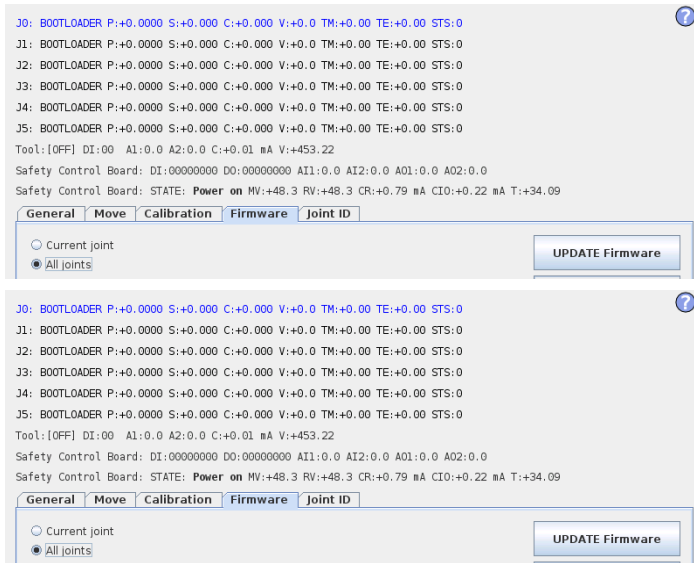 J0: BOOTLOADER P:+0.0000 S:+0.000 C:+0.000 V:+0.0 TM:+0.00 TE:+0.00 STS:0
?
J1: BOOTLOADER P:+0.0000 S:+0.000 C:+0.000 V:+0.0 TM:+0.00 TE:+0.00 STS:0
J2: BOOTLOADER P:+0.0000 S:+0.000 C:+0.000 V:+0.0 TM:+0.00 TE:+0.00 STS:0
J3: BOOTLOADER P:+0.0000 S:+0.000 C:+0.000 V:+0.0 TM:+0.00 TE:+0.00 STS:0
J4: BOOTLOADER P:+0.0000 S:+0.000 C:+0.000 V:+0.0 TM:+0.00 TE:+0.00 STS:0
J5: BOOTLOADER P:+0.0000 S:+0.000 C:+0.000 V:+0.0 TM:+0.00 TE:+0.00 STS:0
Tool:[OFF] DI:00 A1:0.0 A2:0.0 C:+0.01 mA V:+453.22
Safety Control Board: DI:00000000 DO:00000000 AI1:0.0 AI2:0.0 AO1:0.0 AO2:0.0
Safety Control Board: STATE: Power on MV:+48.3 RV:+48.3 CR:+0.79 mA CIO:+0.22 mA T:+34.09
General Move Calibration Firmware Joint ID
Current joint
All joints
UPDATE Firmware
J0: BOOTLOADER P:+0.0000 S:+0.000 C:+0.000 V:+0.0 TM:+0.00 TE:+0.00 STS:0
?
J1: BOOTLOADER P:+0.0000 S:+0.000 C:+0.000 V:+0.0 TM:+0.00 TE:+0.00 STS:0
J2: BOOTLOADER P:+0.0000 S:+0.000 C:+0.000 V:+0.0 TM:+0.00 TE:+0.00 STS:0
J3: BOOTLOADER P:+0.0000 S:+0.000 C:+0.000 V:+0.0 TM:+0.00 TE:+0.00 STS:0
J4: BOOTLOADER P:+0.0000 S:+0.000 C:+0.000 V:+0.0 TM:+0.00 TE:+0.00 STS:0
J5: BOOTLOADER P:+0.0000 S:+0.000 C:+0.000 V:+0.0 TM:+0.00 TE:+0.00 STS:0
Tool:[OFF] DI:00 A1:0.0 A2:0.0 C:+0.01 mA V:+453.22
Safety Control Board: DI:00000000 DO:00000000 AI1:0.0 AI2:0.0 AO1:0.0 AO2:0.0
Safety Control Board: STATE: Power on MV:+48.3 RV:+48.3 CR:+0.79 mA CIO:+0.22 mA T:+34.09
General Move Calibration Firmware Joint ID
Current joint
All joints
UPDATE Firmware